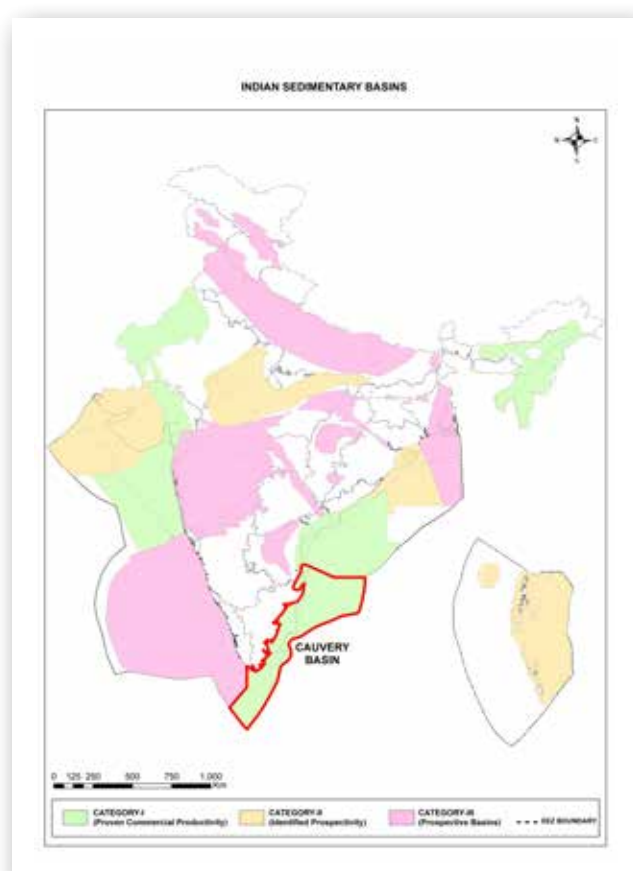 INDIAN SEDIMENTARY BASINS
N
W E
S
CAUVERY
BASIN
0 125 250 500 750 1,000
Km
CATEGORY-I
(Proven Commercial Productivity)
CATEGORY-II
(Identified Prospectivity)
CATEGORY-III
(Prospective Basins)
EEZ BOUNDARY